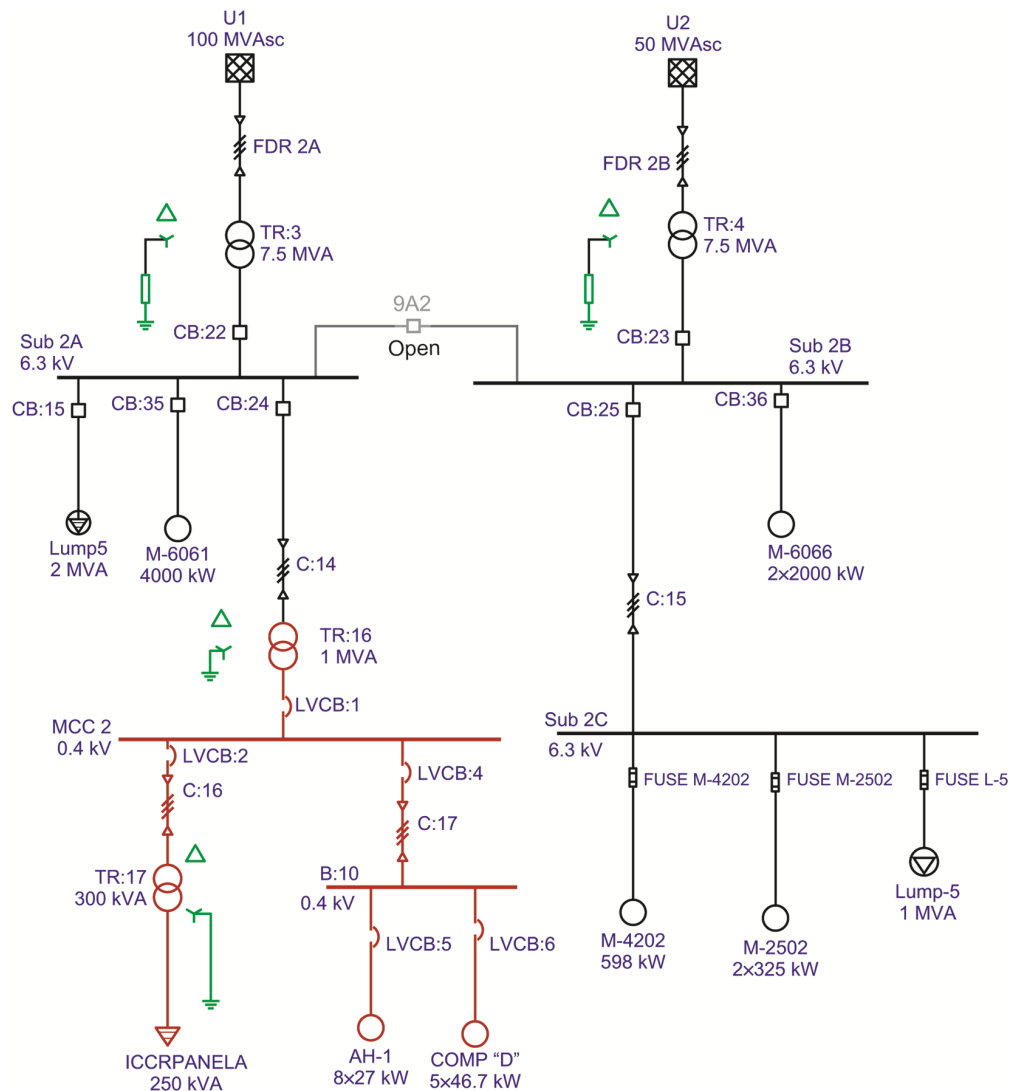 U1
100 MVAsc
U2
50 MVAsc
FDR 2A
FDR 2B
TR:3
7.5 MVA
TR:4
7.5 MVA
9A2
Open
CB:22
CB:23
Sub 2A
6.3 kV
Sub 2B
6.3 kV
CB:15
CB:35
CB:24
CB:25
CB:36
Lump5
2 MVA
M-6061
4000 kW
C:14
M-6066
2×2000 kW
C:15
TR:16
1 MVA
LVCB:1
MCC 2
0.4 kV
Sub 2C
6.3 kV
LVCB:2
C:16
LVCB:4
C:17
FUSE M-4202
FUSE M-2502
FUSE L-5
TR:17
300 kVA
B:10
0.4 kV
Lump-5
1 MVA
M-4202
598 kW
M-2502
2×325 kW
LVCB:5
LVCB:6
ICCRPANELA
250 kVA
AH-1
8×27 kW
COMP “D”
5×46.7 kW